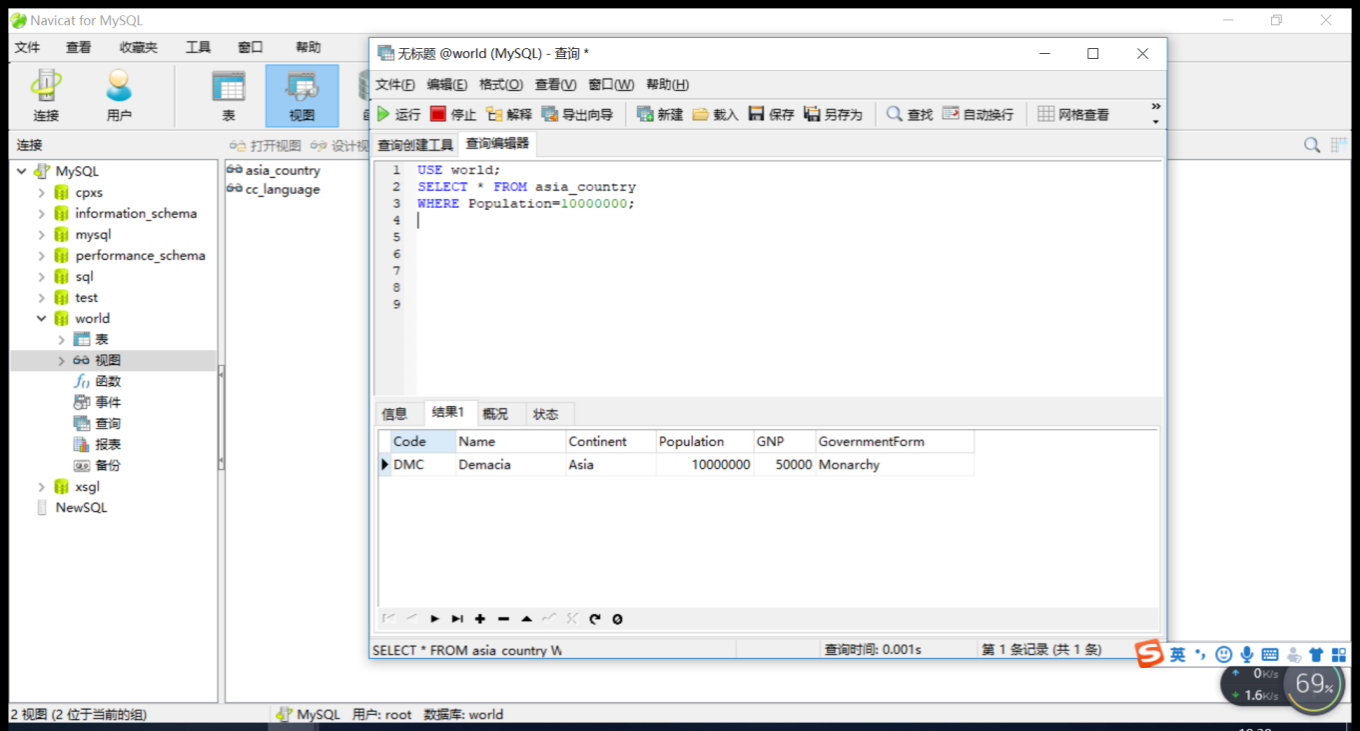 Navicat for MySQL
文件 查看 收藏夹 工具 窗口 帮助
连接 用户 表 视图
连接
打开视图 设计视
MySQL
cpxs
information_schema
mysql
performance_schema
sql
test
world
表
视图
函数
事件
查询
报表
备份
xsgl
NewSQL
asia_country
cc_language
无标题 @world (MySQL) - 查询 *
文件(F) 编辑(E) 格式(O) 查看(V) 窗口(W) 帮助(H)
运行 停止 解释 导出向导 新建 载入 保存 另存为 查找 自动换行 网格查看 »
查询创建工具 查询编辑器
1 USE world;
2 SELECT * FROM asia_country
3 WHERE Population=10000000;
4
5
6
7
8
9
信息 结果1 概况 状态
Code Name Continent Population GNP GovernmentForm
DMC Demacia Asia 10000000 50000 Monarchy
SELECT * FROM asia_country W 查询时间: 0.001s 第 1 条记录 (共 1 条)
S 英
0K/s
1.6K/s
69%
2 视图 (2 位于当前的组) MySQL 用户: root 数据库: world